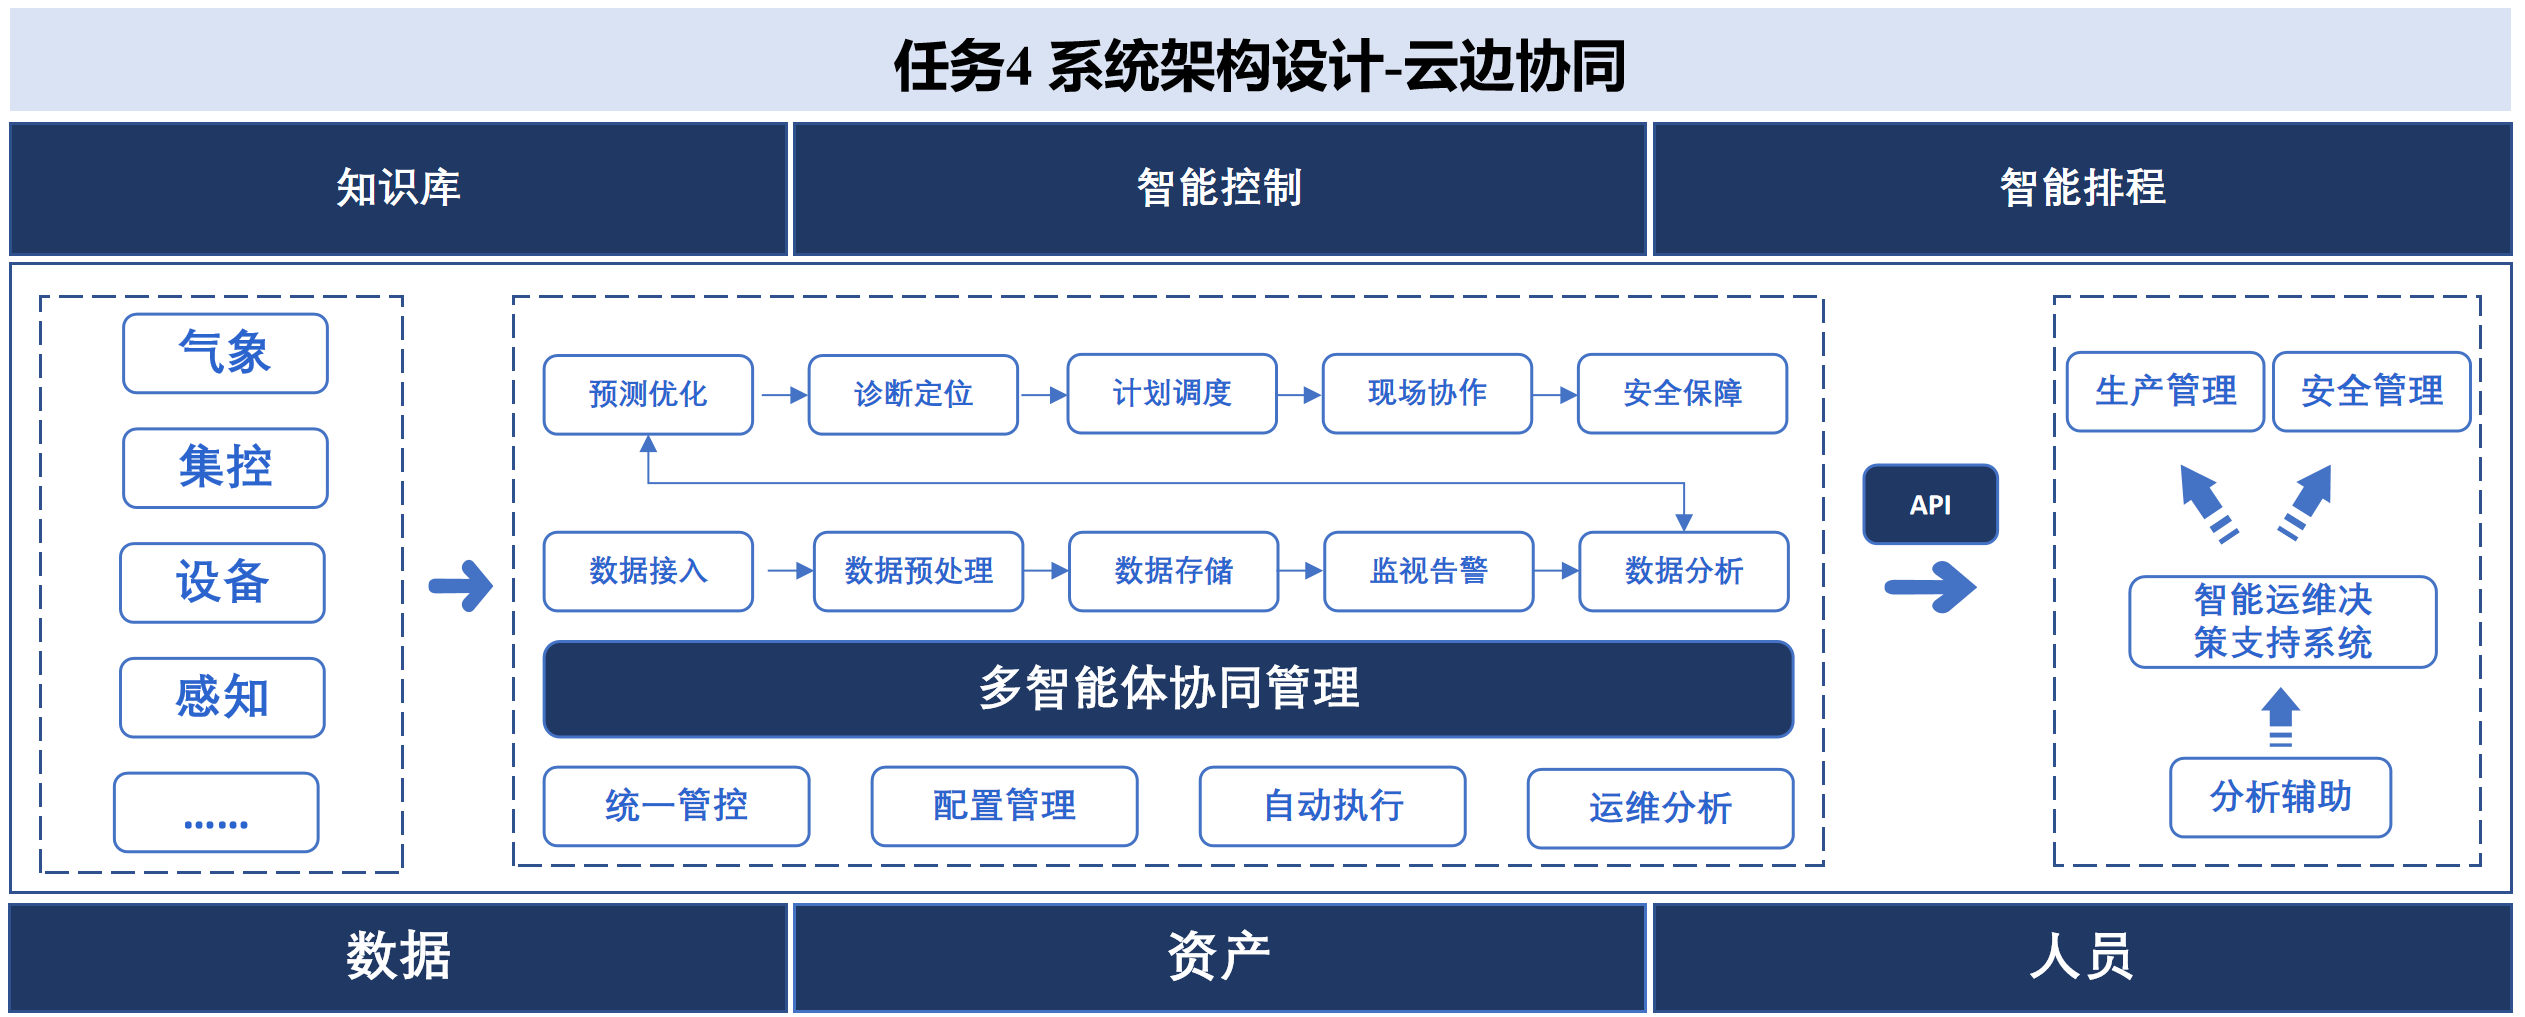 任务4 系统架构设计-云边协同
知识库
智能控制
智能排程
气象
集控
设备
感知
……
预测优化
诊断定位
计划调度
现场协作
安全保障
数据接入
数据预处理
数据存储
监视告警
数据分析
多智能体协同管理
统一管控
配置管理
自动执行
运维分析
API
生产管理
安全管理
智能运维决
策支持系统
分析辅助
数据
资产
人员